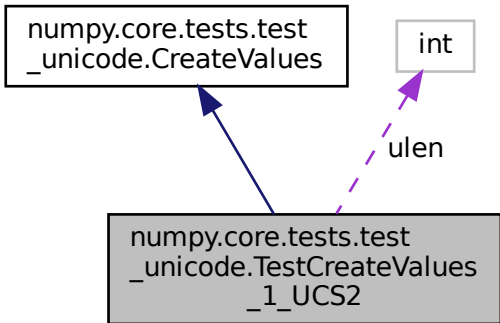 numpy.core.tests.test
_unicode.CreateValues
int
ulen
numpy.core.tests.test
_unicode.TestCreateValues
_1_UCS2